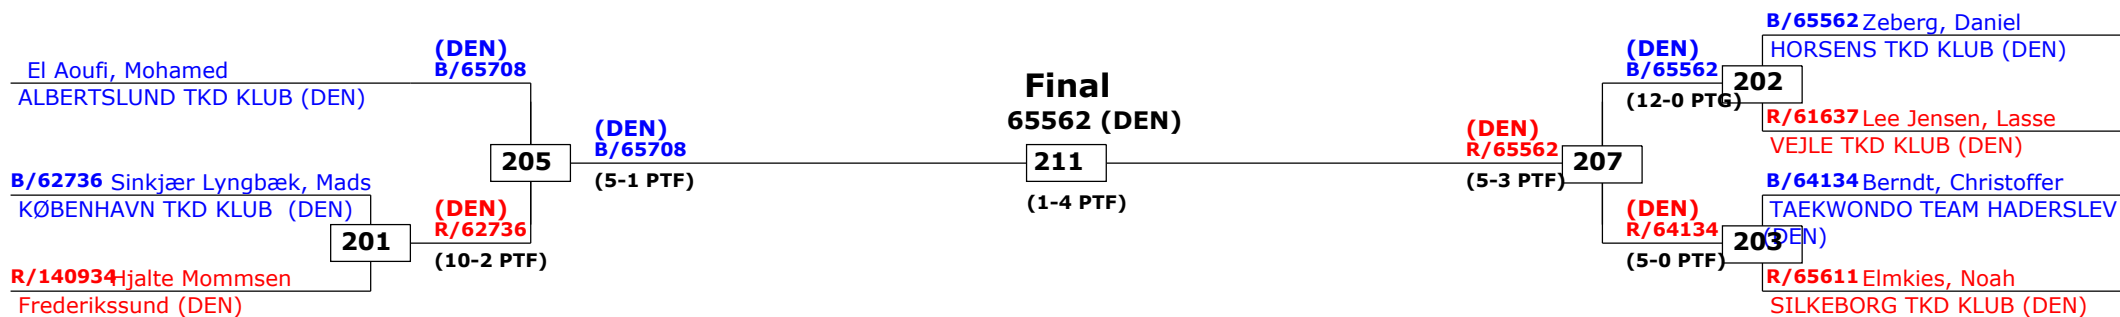 El Aoufi, Mohamed
ALBERTSLUND TKD KLUB (DEN)
(DEN)
B/65708
B/62736 Sinkjær Lyngbæk, Mads
KØBENHAVN TKD KLUB  (DEN)
201
R/140934 Hjalte Mommsen
Frederikssund (DEN)
(DEN)
R/62736
(10-2 PTF)
205
(DEN)
B/65708
(5-1 PTF)
Final
65562 (DEN)
211
(1-4 PTF)
(DEN)
R/65562
(5-3 PTF)
207
(DEN)
B/65562
(12-0 PTG)
202
B/65562 Zeberg, Daniel
HORSENS TKD KLUB (DEN)
R/61637 Lee Jensen, Lasse
VEJLE TKD KLUB (DEN)
(DEN)
R/64134
(5-0 PTF)
203
B/64134 Berndt, Christoffer
TAEKWONDO TEAM HADERSLEV
(DEN)
R/65611 Elmkies, Noah
SILKEBORG TKD KLUB (DEN)